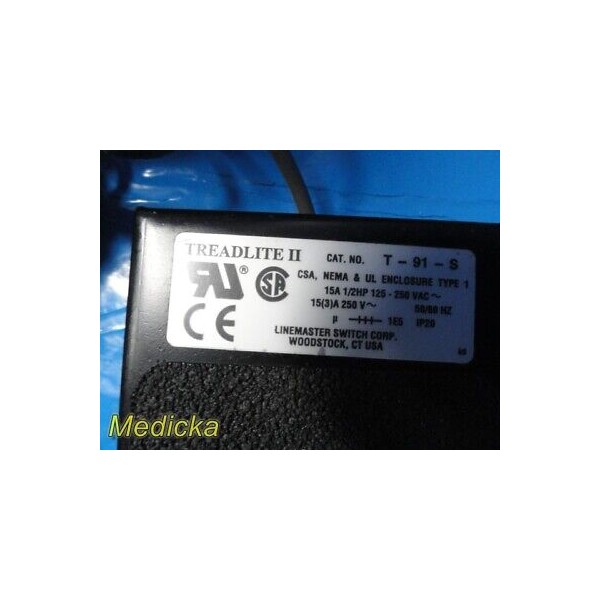 TREADLITE II CAT. NO. T-91-S
CSA, NEMA & UL ENCLOSURE TYPE 1
15A 1/2HP 125-250 VAC ~
15(3)A 250 V~ 50/60 HZ
µ 1E5 IP20
LINEMASTER SWITCH CORP.
WOODSTOCK, CT USA
Medicka